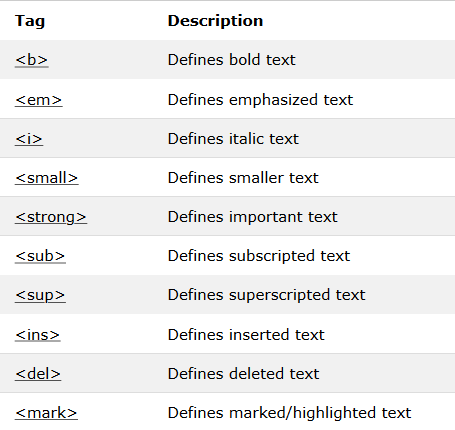 Tag Description
<b> Defines bold text
<em> Defines emphasized text
<i> Defines italic text
<small> Defines smaller text
<strong> Defines important text
<sub> Defines subscripted text
<sup> Defines superscripted text
<ins> Defines inserted text
<del> Defines deleted text
<mark> Defines marked/highlighted text